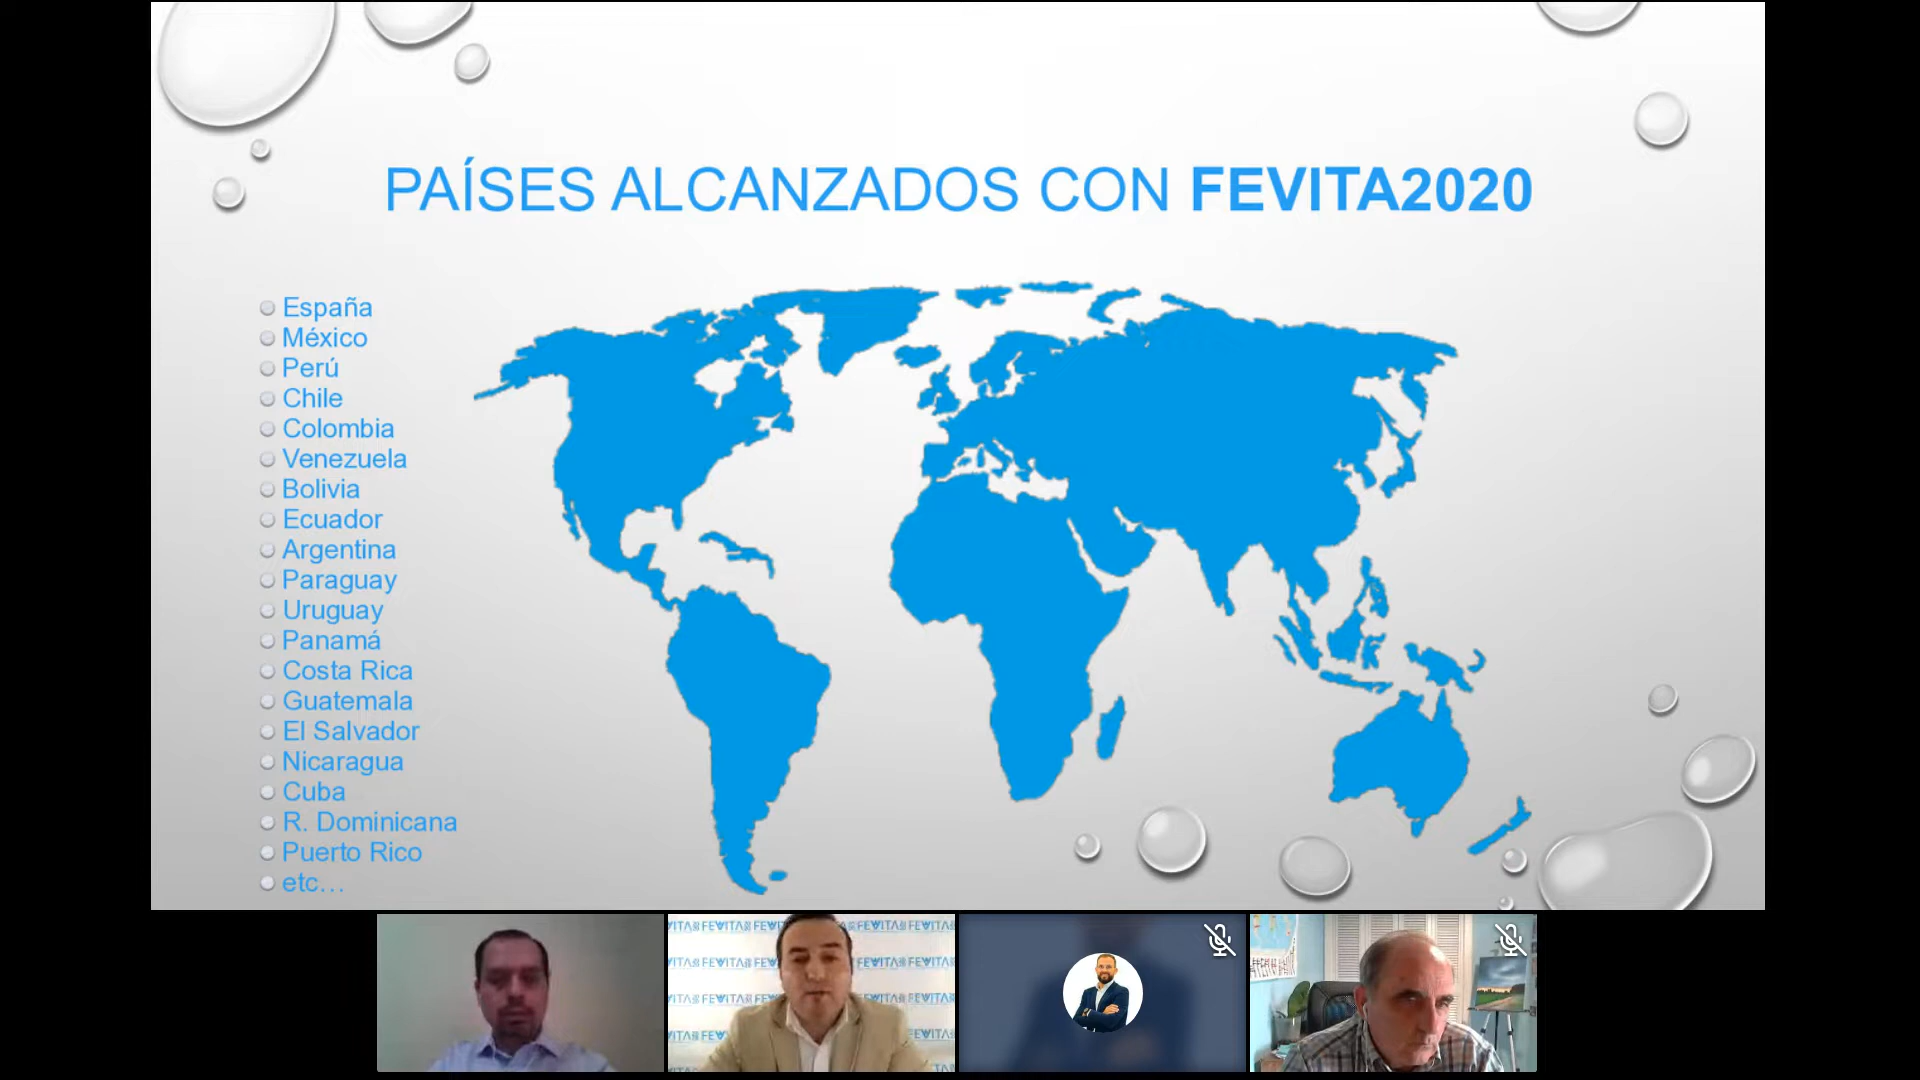 PAÍSES ALCANZADOS CON FEVITA2020
España
México
Perú
Chile
Colombia
Venezuela
Bolivia
Ecuador
Argentina
Paraguay
Uruguay
Panamá
Costa Rica
Guatemala
El Salvador
Nicaragua
Cuba
R. Dominicana
Puerto Rico
etc...